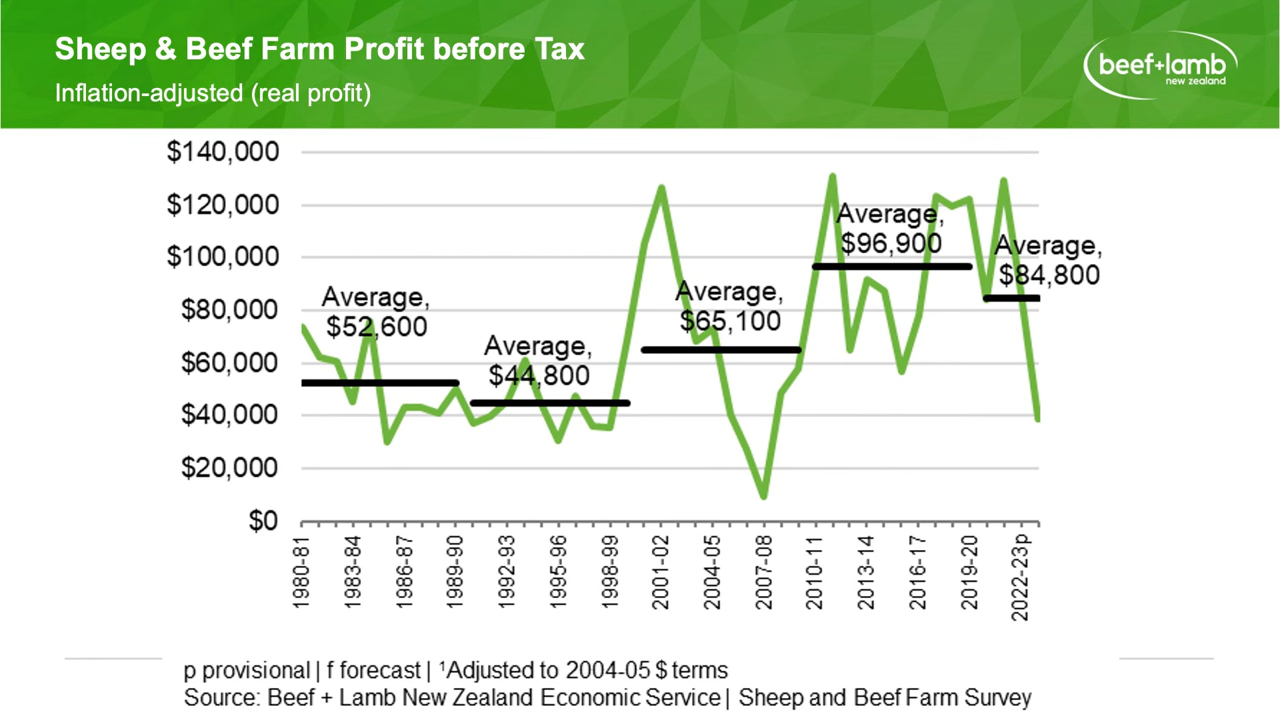 Sheep & Beef Farm Profit before Tax
Inflation-adjusted (real profit)
beef+lamb
new zealand
$140,000
$120,000
$100,000
$80,000
$60,000
$40,000
$20,000
$0
Average,
$52,600
Average,
$44,800
Average,
$65,100
Average,
$96,900
Average,
$84,800
1980-81
1983-84
1986-87
1989-90
1992-93
1995-96
1998-99
2001-02
2004-05
2007-08
2010-11
2013-14
2016-17
2019-20
2022-23p
p provisional | f forecast | ¹Adjusted to 2004-05 $ terms
Source: Beef + Lamb New Zealand Economic Service | Sheep and Beef Farm Survey